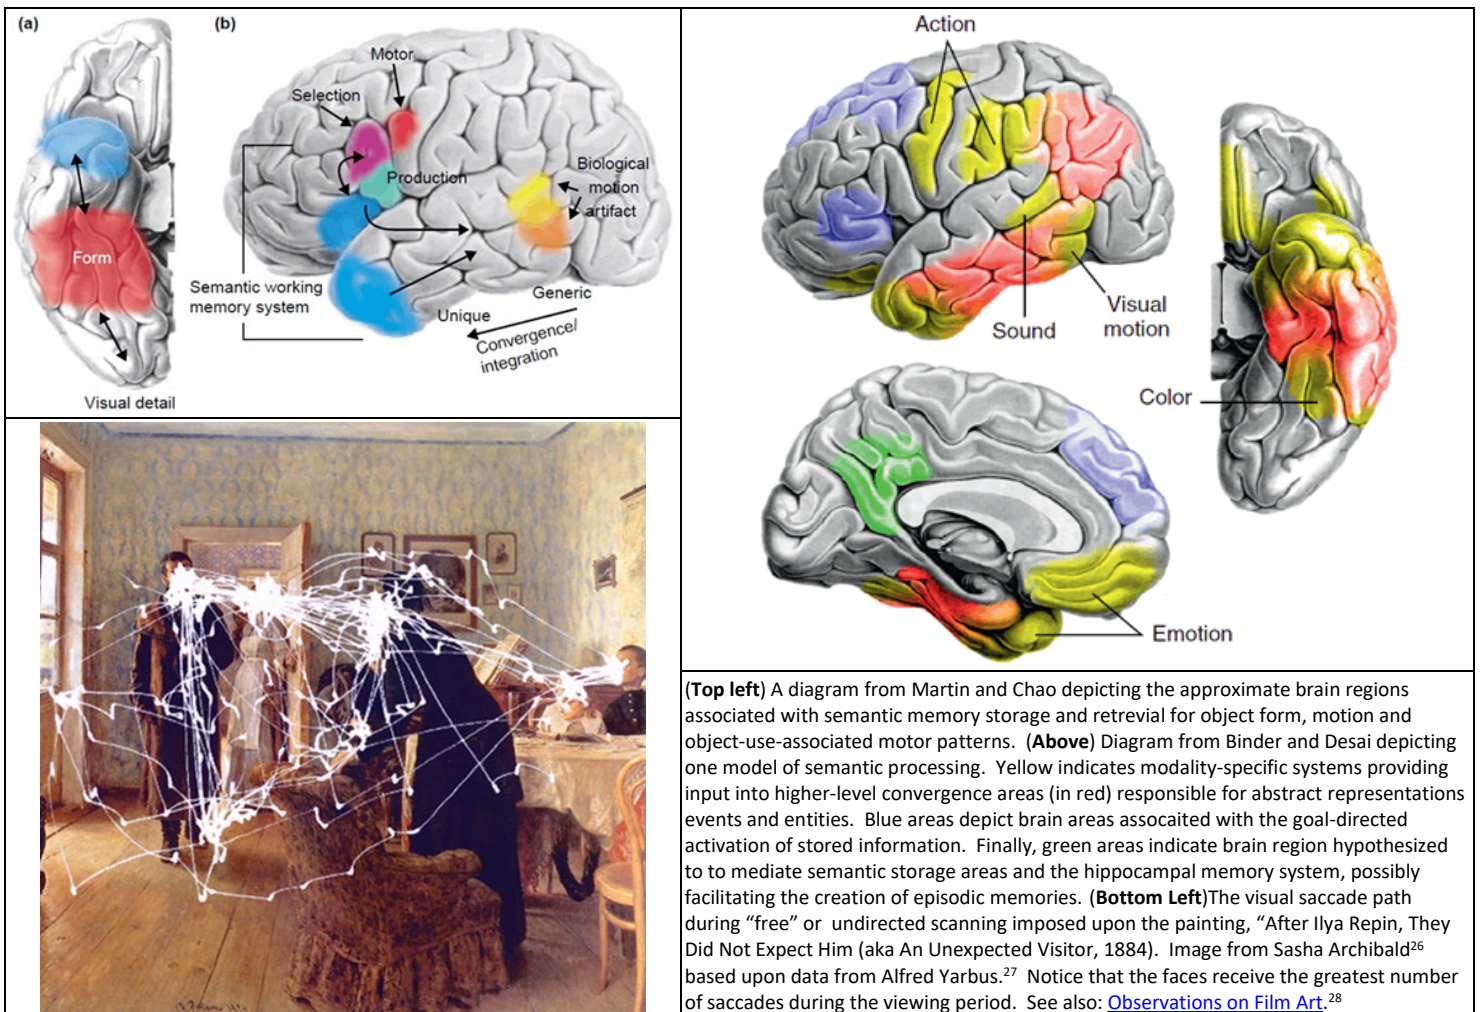 (a)
(b)
Motor
Selection
Biological
motion
artifact
Production
Form
Semantic working
memory system
Generic
Unique
Convergence/
integration
Visual detail
Action
Visual
motion
Sound
Color
Emotion
(Top left) A diagram from Martin and Chao depicting the approximate brain regions
associated with semantic memory storage and retrevial for object form, motion and
object-use-associated motor patterns. (Above) Diagram from Binder and Desai depicting
one model of semantic processing. Yellow indicates modality-specific systems providing
input into higher-level convergence areas (in red) responsible for abstract representations
events and entities. Blue areas depict brain areas assocaited with the goal-directed
activation of stored information. Finally, green areas indicate brain region hypothesized
to to mediate semantic storage areas and the hippocampal memory system, possibly
facilitating the creation of episodic memories. (Bottom Left)The visual saccade path
during “free” or undirected scanning imposed upon the painting, “After Ilya Repin, They
Did Not Expect Him (aka An Unexpected Visitor, 1884). Image from Sasha Archibald26
based upon data from Alfred Yarbus.27 Notice that the faces receive the greatest number
of saccades during the viewing period. See also: Observations on Film Art.28